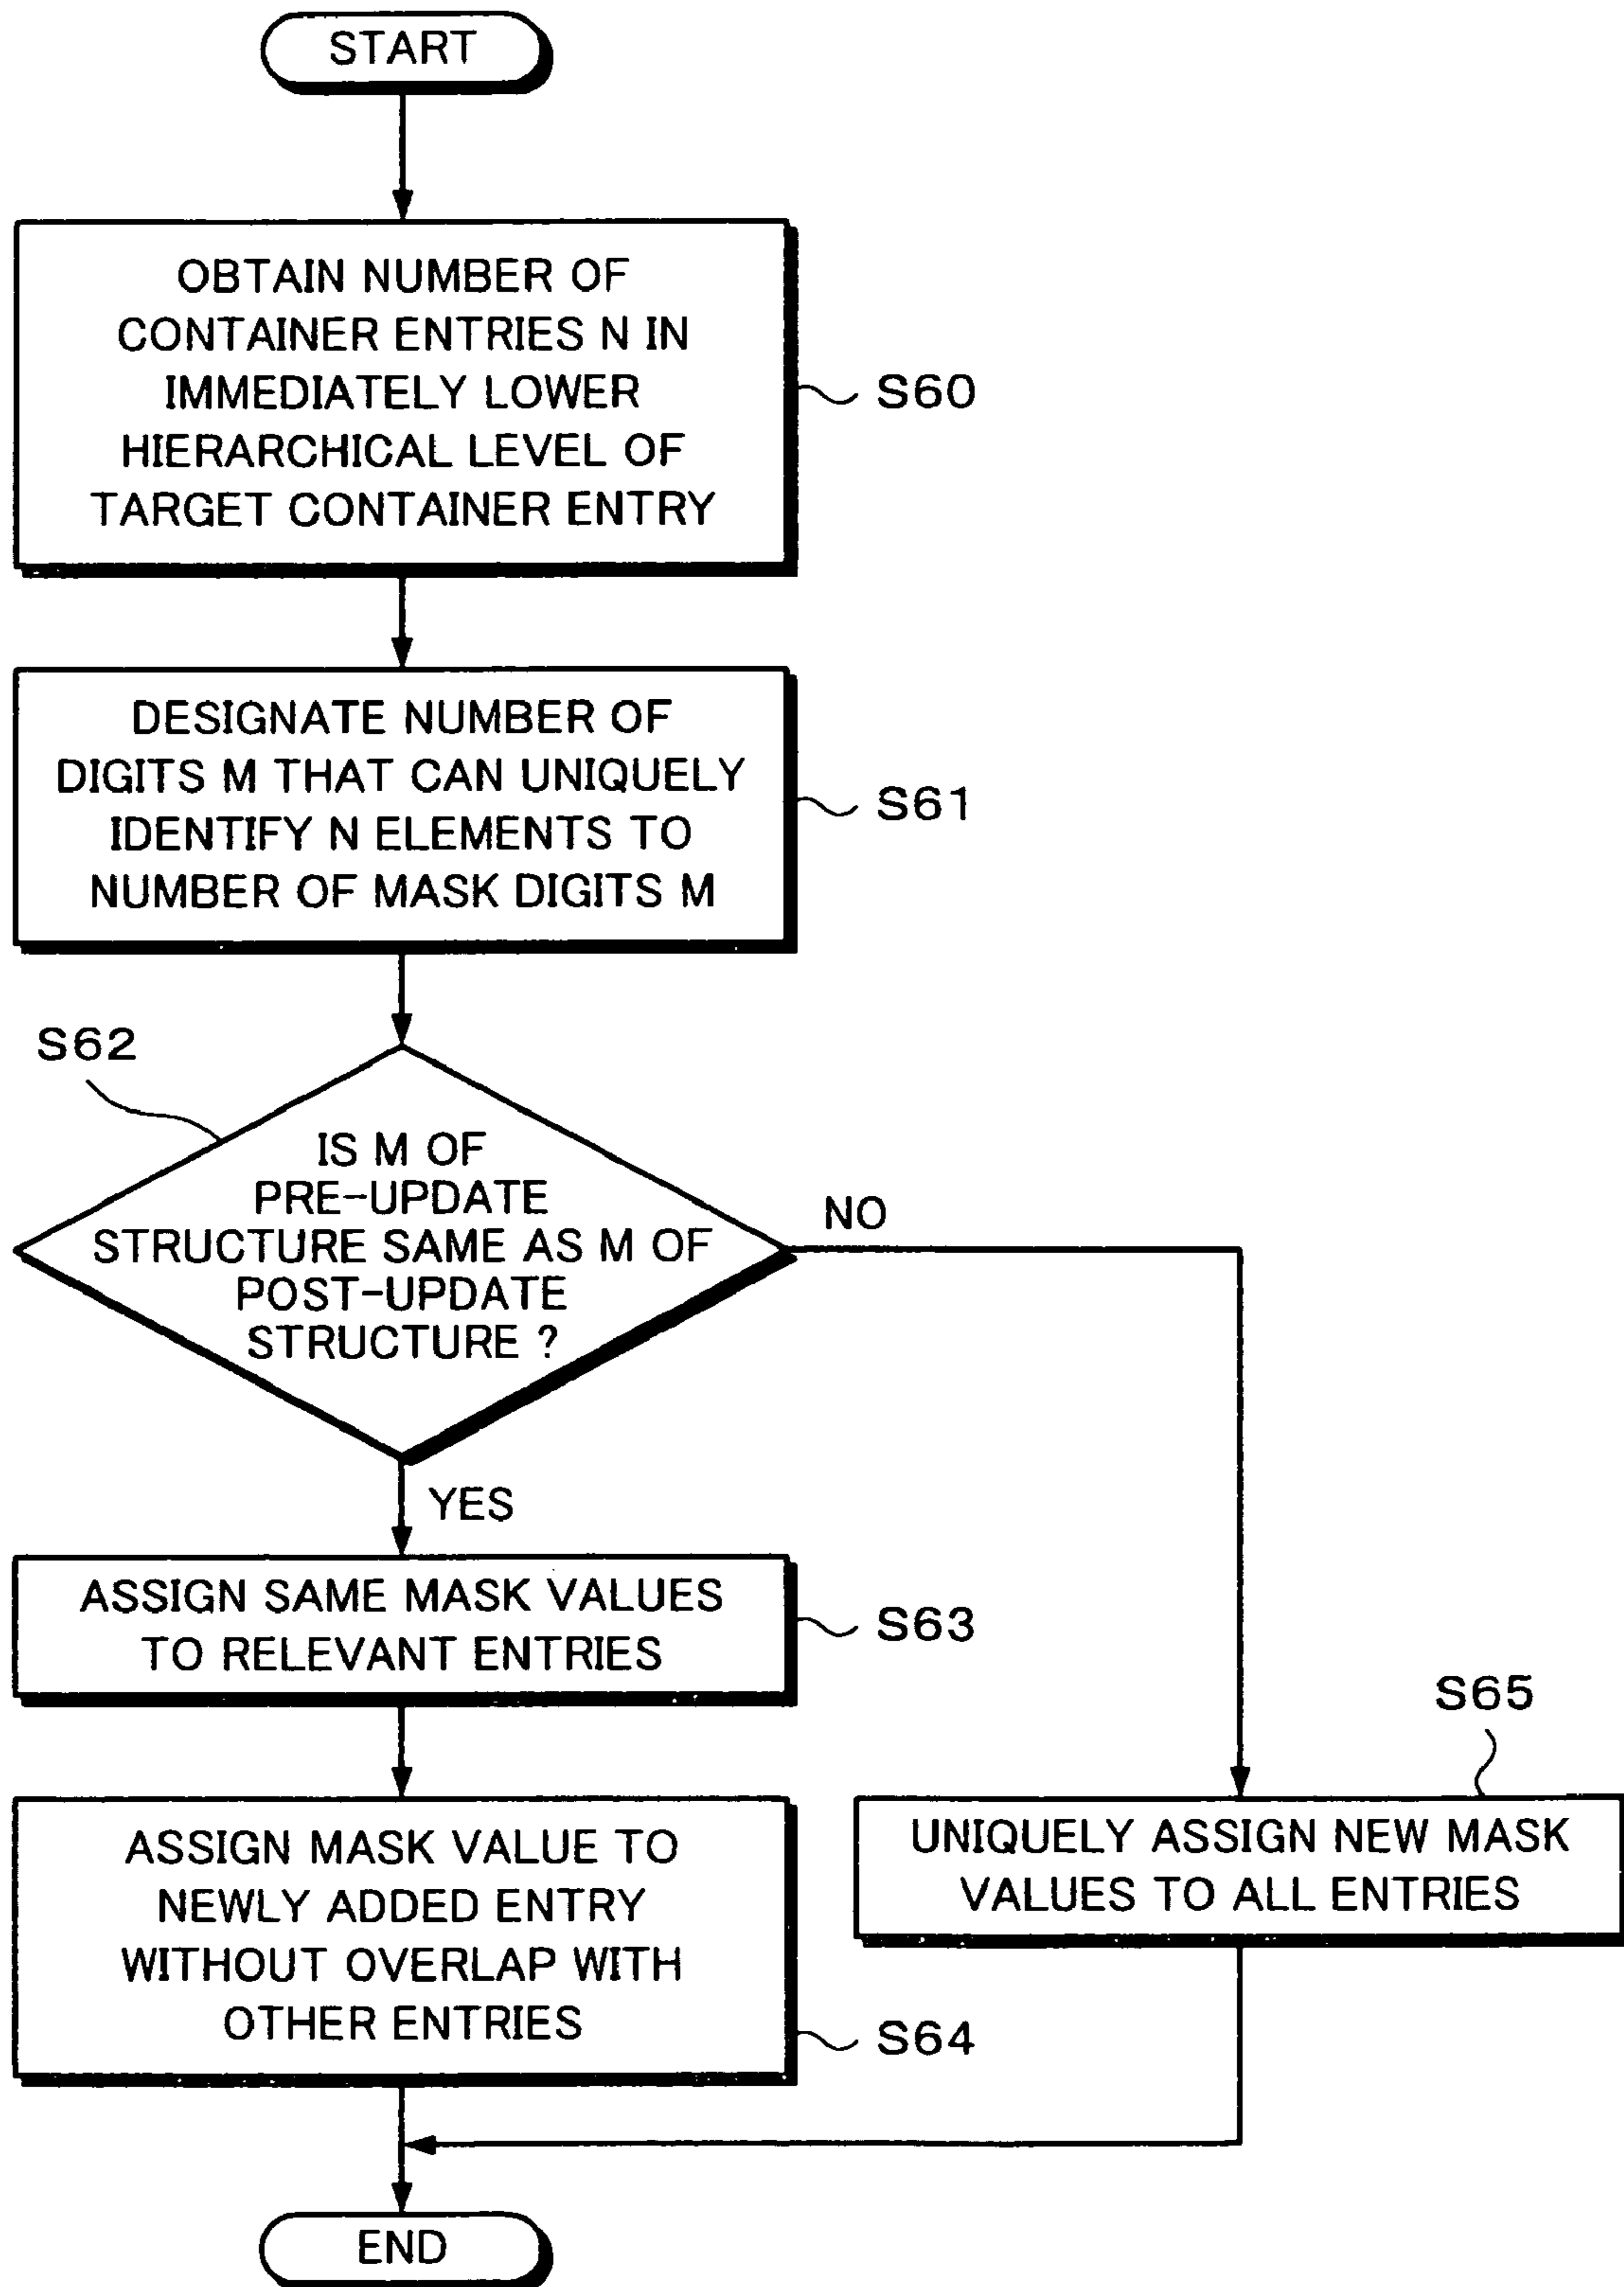 START
OBTAIN NUMBER OF
CONTAINER ENTRIES N IN
IMMEDIATELY LOWER
HIERARCHICAL LEVEL OF
TARGET CONTAINER ENTRY
S60
DESIGNATE NUMBER OF
DIGITS M THAT CAN UNIQUELY
IDENTIFY N ELEMENTS TO
NUMBER OF MASK DIGITS M
S61
S62
IS M OF
PRE-UPDATE
STRUCTURE SAME AS M OF
POST-UPDATE
STRUCTURE ?
NO
YES
ASSIGN SAME MASK VALUES
TO RELEVANT ENTRIES
S63
ASSIGN MASK VALUE TO
NEWLY ADDED ENTRY
WITHOUT OVERLAP WITH
OTHER ENTRIES
S64
S65
UNIQUELY ASSIGN NEW MASK
VALUES TO ALL ENTRIES
END